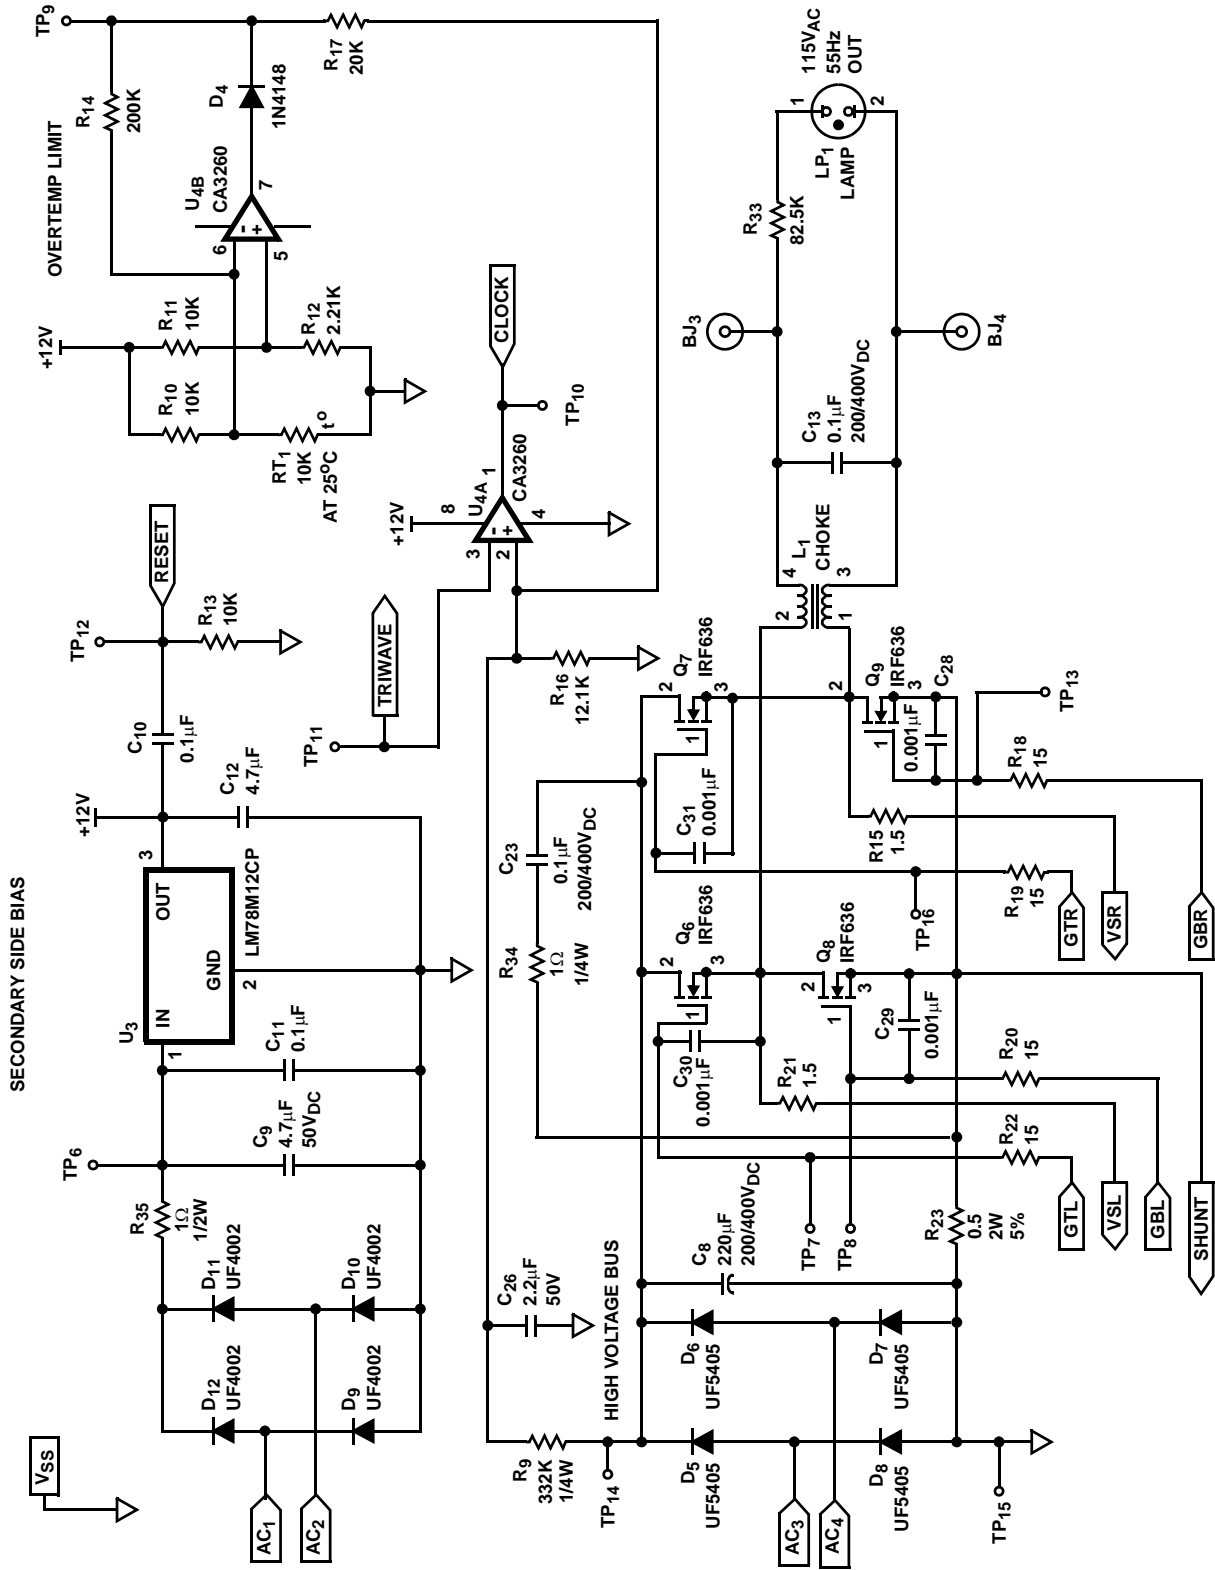 SECONDARY SIDE BIAS
VSS
AC1
AC2
D12
UF4002
D11
UF4002
D9
UF4002
D10
UF4002
R35
1Ω
1/2W
TP6
C9
4.7μF
50VDC
C11
0.1μF
U3
1
IN
OUT
GND
2
3
LM78M12CP
+12V
C12
4.7μF
C10
0.1μF
TP12
RESET
R13
10K
OVERTEMP LIMIT
+12V
R10
10K
R11
10K
RT1
10K
AT 25oC
to
R12
2.21K
R14
200K
U4B
CA3260
6
5
7
-
+
D4
1N4148
TP9
R17
20K
TP11
TRIWAVE
+12V
8
3
2
-
+
U4A
1
CA3260
4
CLOCK
TP10
R16
12.1K
C26
2.2μF
50V
R9
332K
1/4W
TP14
HIGH VOLTAGE BUS
D5
UF5405
D6
UF5405
D8
UF5405
D7
UF5405
AC3
AC4
TP15
C8
220μF
200/400VDC
R23
0.5
2W
5%
R34
1Ω
1/4W
C23
0.1μF
200/400VDC
TP7
TP8
C30
0.001μF
Q6
IRF636
2
1
3
Q8
IRF636
2
1
3
R21
1.5
C29
0.001μF
R22
15
R20
15
GTL
VSL
GBL
SHUNT
C31
0.001μF
Q7
IRF636
2
1
3
Q9
IRF636
2
1
3
C28
0.001μF
R15
1.5
TP16
R19
15
R18
15
TP13
GTR
VSR
GBR
L1
CHOKE
2
4
1
3
C13
0.1μF
200/400VDC
BJ3
BJ4
R33
82.5K
LP1
LAMP
1
2
115VAC
55Hz
OUT